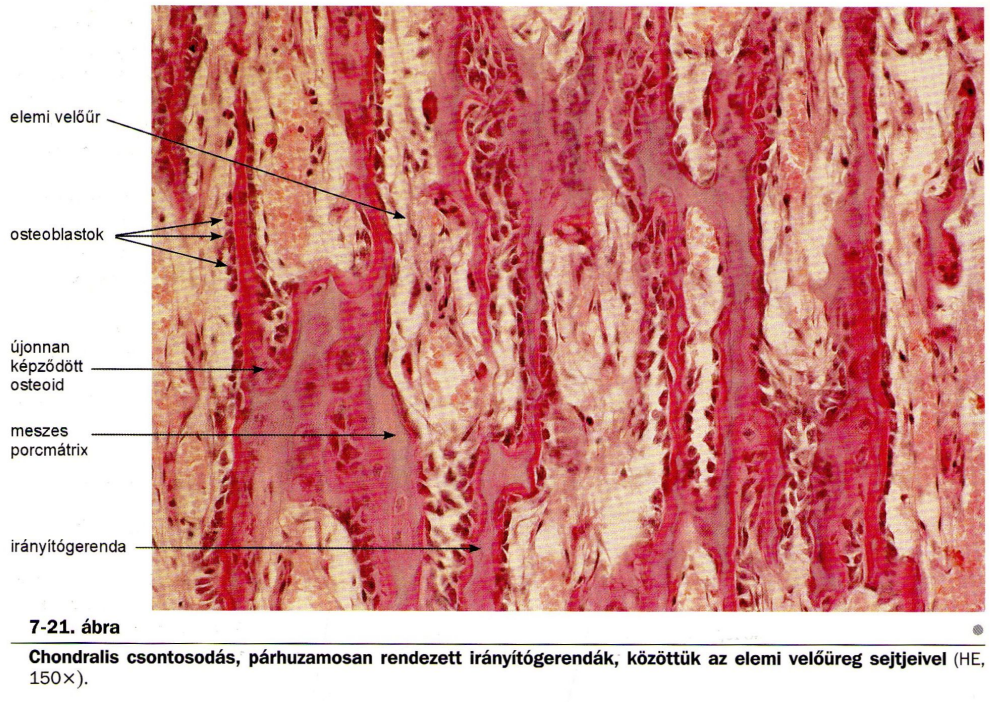 elemi velőűr
osteoblastok
újonnan
képződött
osteoid
meszes
porcmátrix
irányítógerenda
7-21. ábra
Chondralis csontosodás, párhuzamosan rendezett irányítógerendák, közöttük az elemi velőüreg sejtjeivel (HE,
150×).